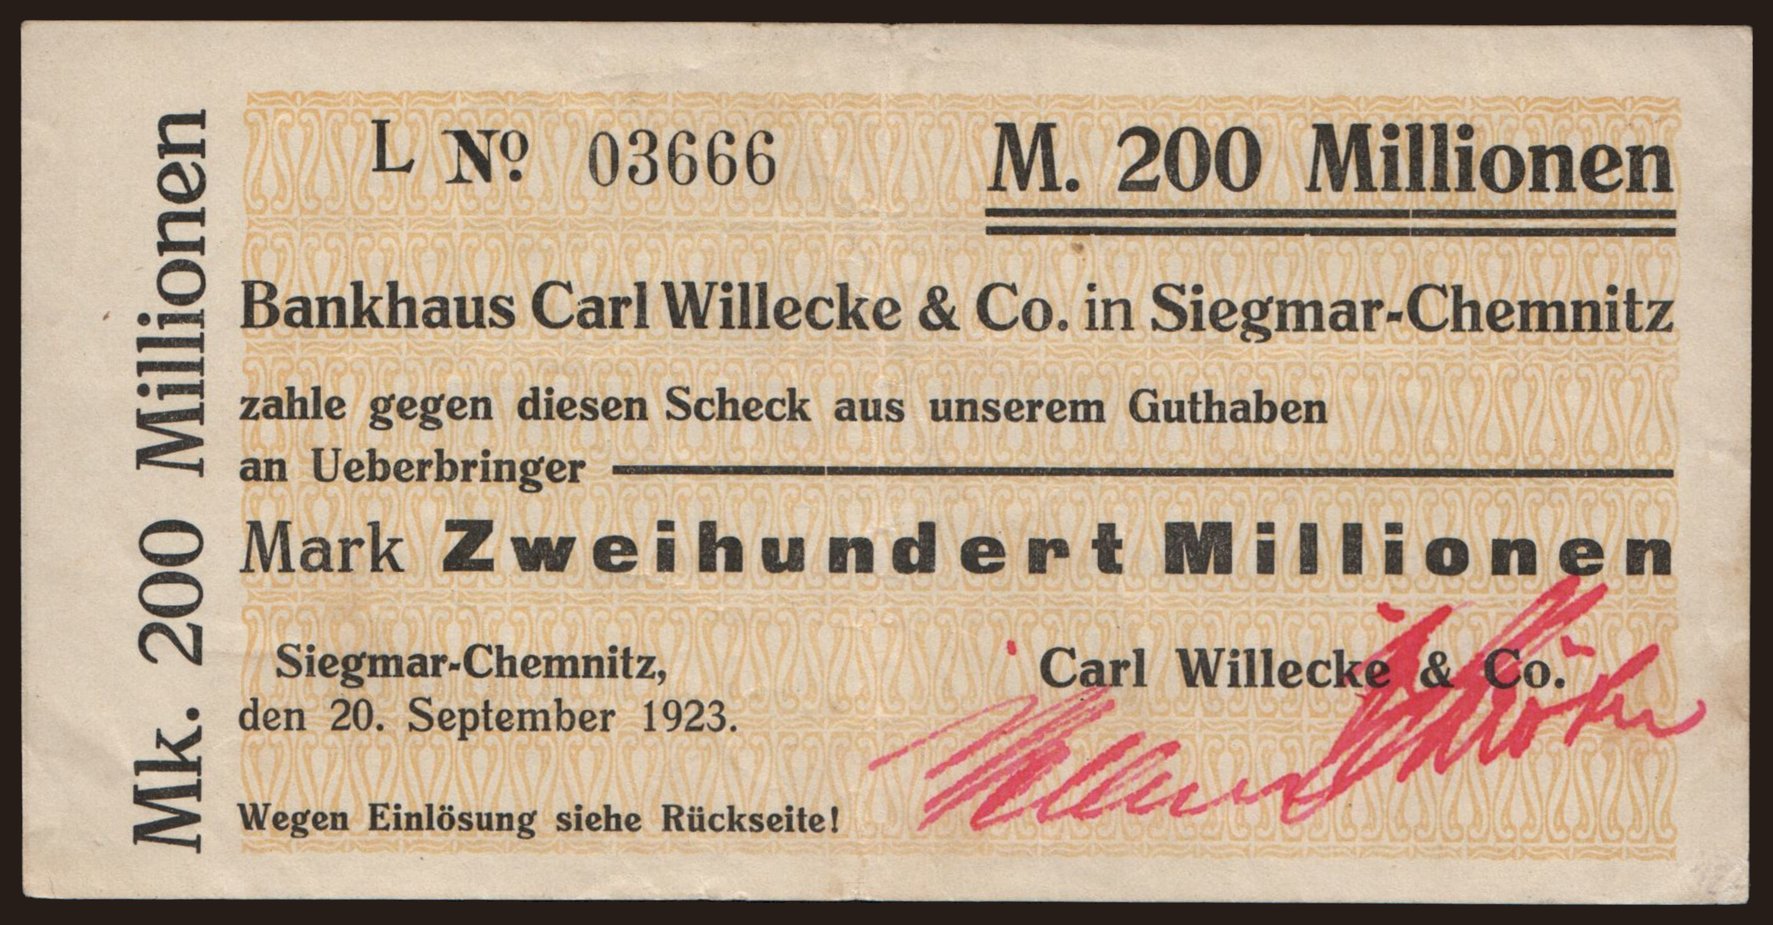 Mk. 200 Millionen
L No. 03666
M. 200 Millionen
Bankhaus Carl Willecke & Co. in Siegmar-Chemnitz
zahle gegen diesen Scheck aus unserem Guthaben
an Ueberbringer
Mark Zweihundert Millionen
Siegmar-Chemnitz,
den 20. September 1923.
Carl Willecke & Co.
Wegen Einlösung siehe Rückseite!